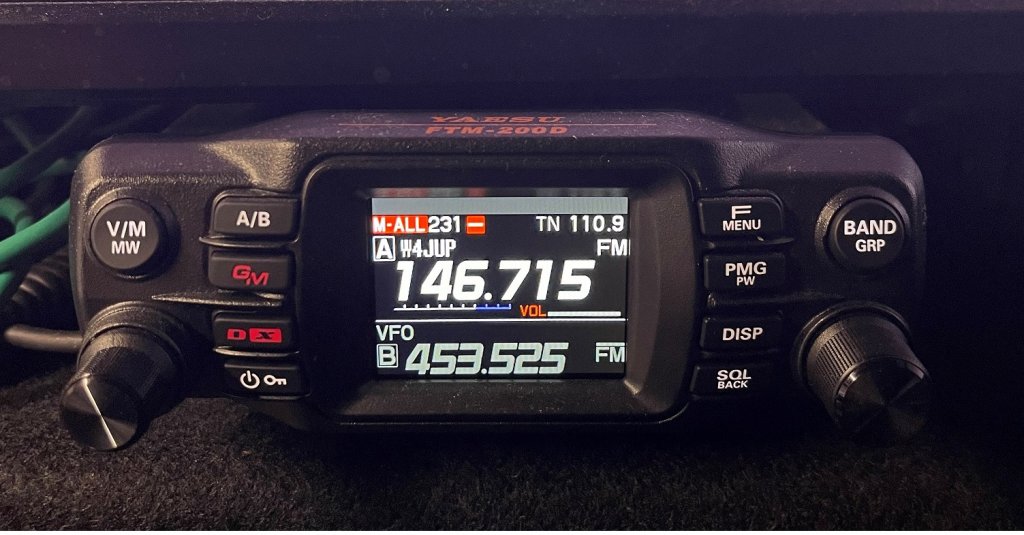 YAESU
FTM-200D
V/M
MW
A/B
GM
DX
M-ALL 231 TN 110.9
A W4JUP FM
146.715
VOL
VFO
B 453.525 FM
F
MENU
PMG
PW
DISP
SQL
BACK
BAND
GRP